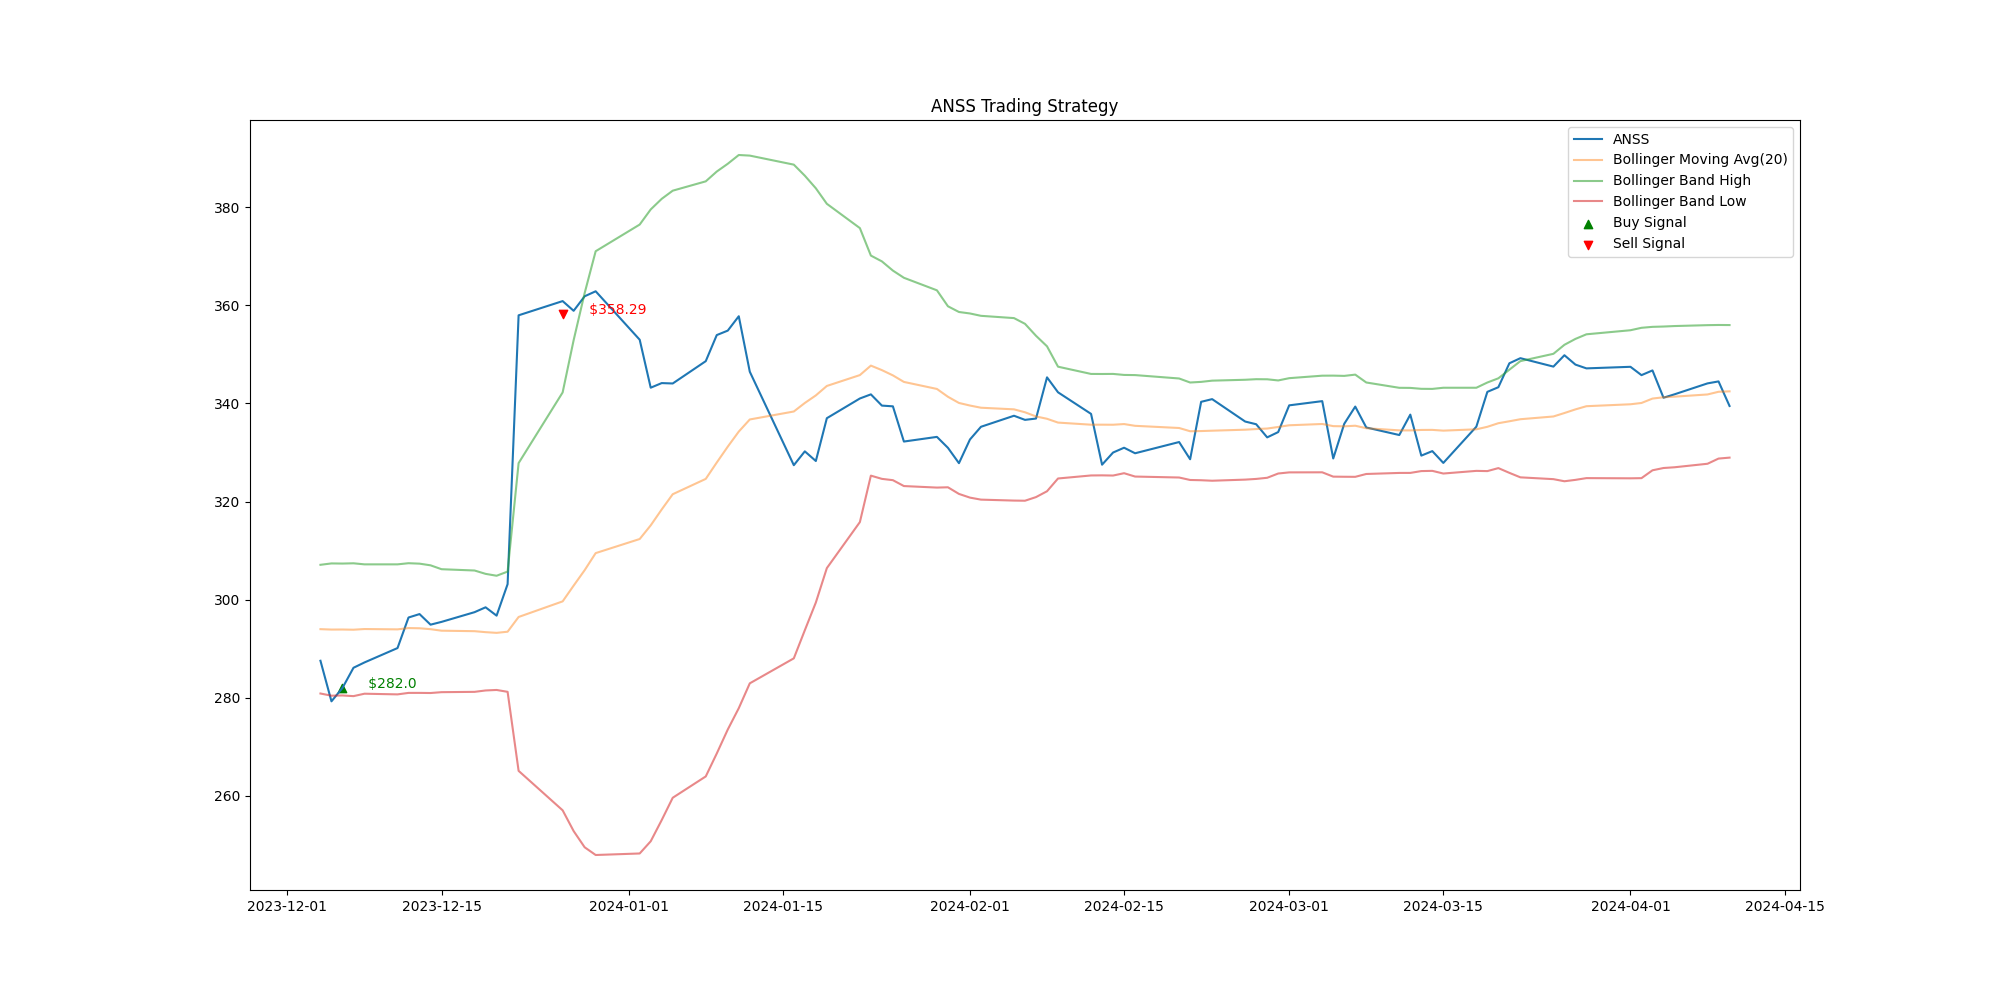 ANSS Trading Strategy
ANSS
Bollinger Moving Avg(20)
Bollinger Band High
Bollinger Band Low
Buy Signal
Sell Signal
380
360
340
320
300
280
260
$358.29
$282.0
2023-12-01 2023-12-15 2024-01-01 2024-01-15 2024-02-01 2024-02-15 2024-03-01 2024-03-15 2024-04-01 2024-04-15